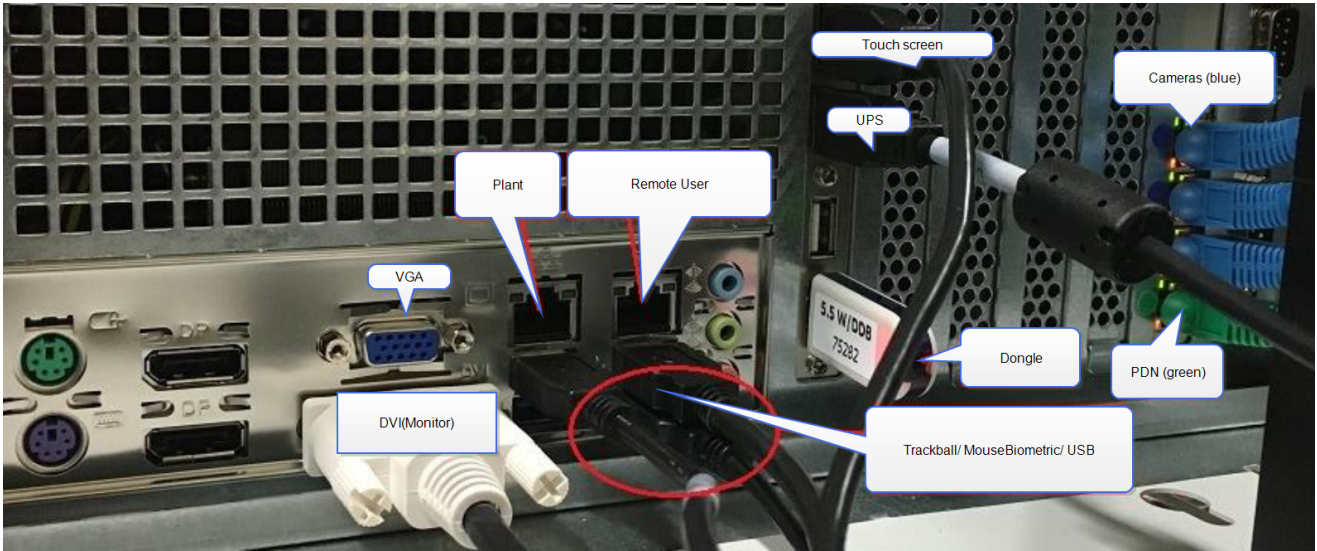 Touch screen
Cameras (blue)
UPS
Plant
Remote User
VGA
DP
5.5 W/DDB
75282
Dongle
PDN (green)
DP
DVI
DVI(Monitor)
Trackball/ MouseBiometric/ USB